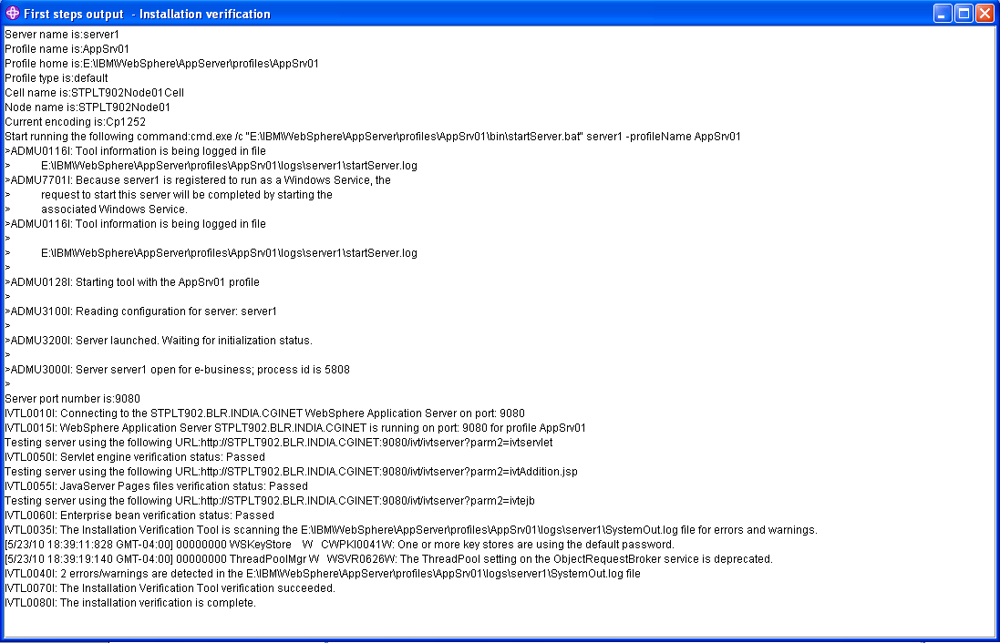 First steps output - Installation verification
Server name is:server1
Profile name is:AppSrv01
Profile home is:E:\IBM\WebSphere\AppServer\profiles\AppSrv01
Profile type is:default
Cell name is:STPLT902Node01Cell
Node name is:STPLT902Node01
Current encoding is:Cp1252
Start running the following command:cmd.exe /c "E:\IBM\WebSphere\AppServer\profiles\AppSrv01\bin\startServer.bat" server1 -profileName AppSrv01
>ADMU0116I: Tool information is being logged in file
> E:\IBM\WebSphere\AppServer\profiles\AppSrv01\logs\server1\startServer.log
>ADMU7701I: Because server1 is registered to run as a Windows Service, the
> request to start this server will be completed by starting the
> associated Windows Service.
>ADMU0116I: Tool information is being logged in file
>
> E:\IBM\WebSphere\AppServer\profiles\AppSrv01\logs\server1\startServer.log
>
>ADMU0128I: Starting tool with the AppSrv01 profile
>
>ADMU3100I: Reading configuration for server: server1
>
>ADMU3200I: Server launched. Waiting for initialization status.
>
>ADMU3000I: Server server1 open for e-business; process id is 5808
>
Server port number is:9080
IVTL0010I: Connecting to the STPLT902.BLR.INDIA.CGINET WebSphere Application Server on port: 9080
IVTL0015I: WebSphere Application Server STPLT902.BLR.INDIA.CGINET is running on port: 9080 for profile AppSrv01
Testing server using the following URL:http://STPLT902.BLR.INDIA.CGINET:9080/ivt/ivtserver?parm2=ivtservlet
IVTL0050I: Servlet engine verification status: Passed
Testing server using the following URL:http://STPLT902.BLR.INDIA.CGINET:9080/ivt/ivtserver?parm2=ivtAddition.jsp
IVTL0055I: JavaServer Pages files verification status: Passed
Testing server using the following URL:http://STPLT902.BLR.INDIA.CGINET:9080/ivt/ivtserver?parm2=ivtejb
IVTL0060I: Enterprise bean verification status: Passed
IVTL0035I: The Installation Verification Tool is scanning the E:\IBM\WebSphere\AppServer\profiles\AppSrv01\logs\server1\SystemOut.log file for errors and warnings.
[5/23/10 18:39:11:828 GMT-04:00] 00000000 WSKeyStore W CWPKI0041W: One or more key stores are using the default password.
[5/23/10 18:39:19:140 GMT-04:00] 00000000 ThreadPoolMgr W WSVR0626W: The ThreadPool setting on the ObjectRequestBroker service is deprecated.
IVTL0040I: 2 errors/warnings are detected in the E:\IBM\WebSphere\AppServer\profiles\AppSrv01\logs\server1\SystemOut.log file
IVTL0070I: The Installation Verification Tool verification succeeded.
IVTL0080I: The installation verification is complete.